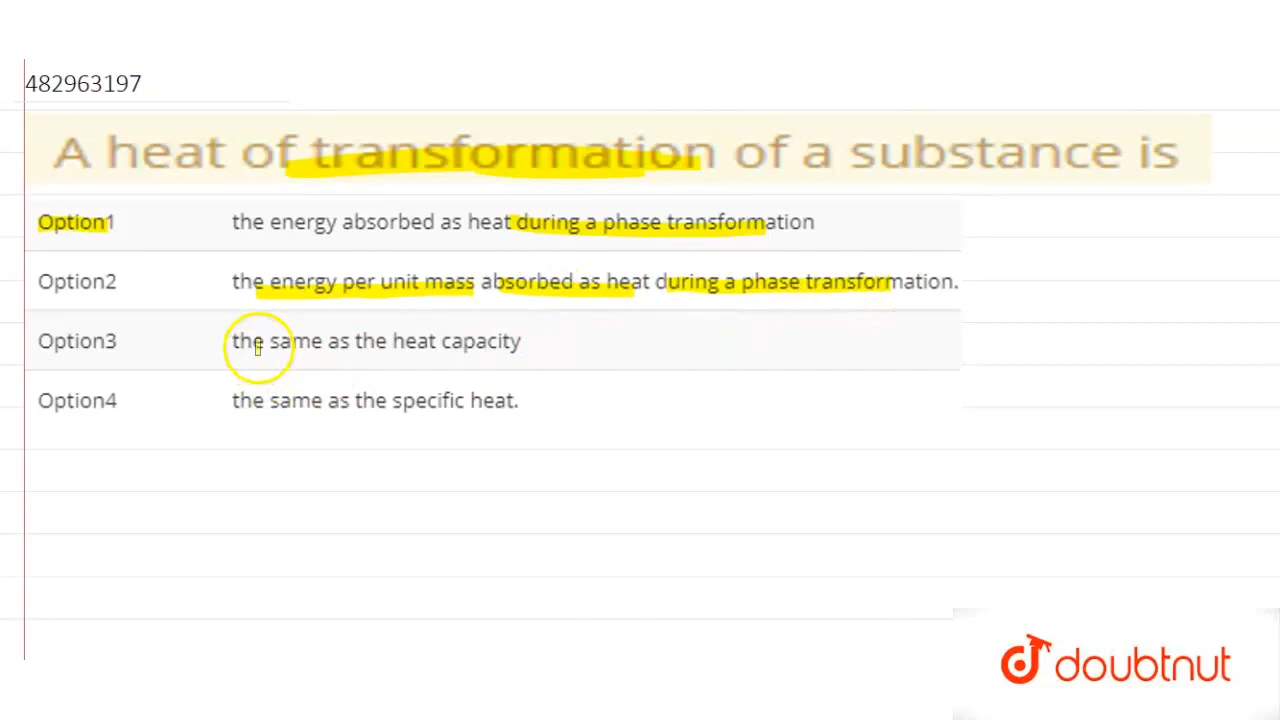 482963197
A heat of transformation of a substance is
Option1 the energy absorbed as heat during a phase transformation
Option2 the energy per unit mass absorbed as heat during a phase transformation.
Option3 the same as the heat capacity
Option4 the same as the specific heat.
doubtnut